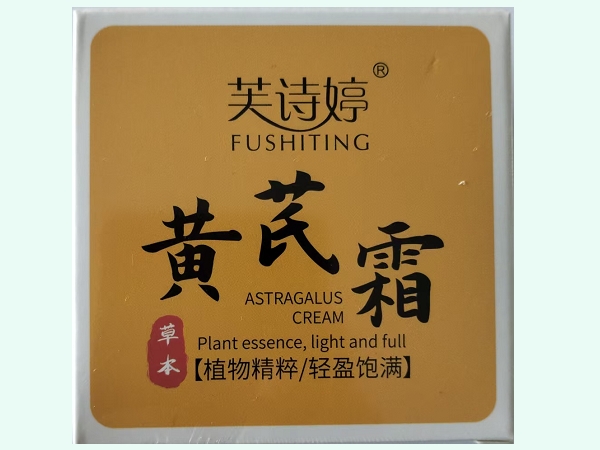 芙诗婷®
FUSHITING
黄芪霜
ASTRAGALUS
CREAM
草本
Plant essence, light and full
【植物精粹/轻盈饱满】